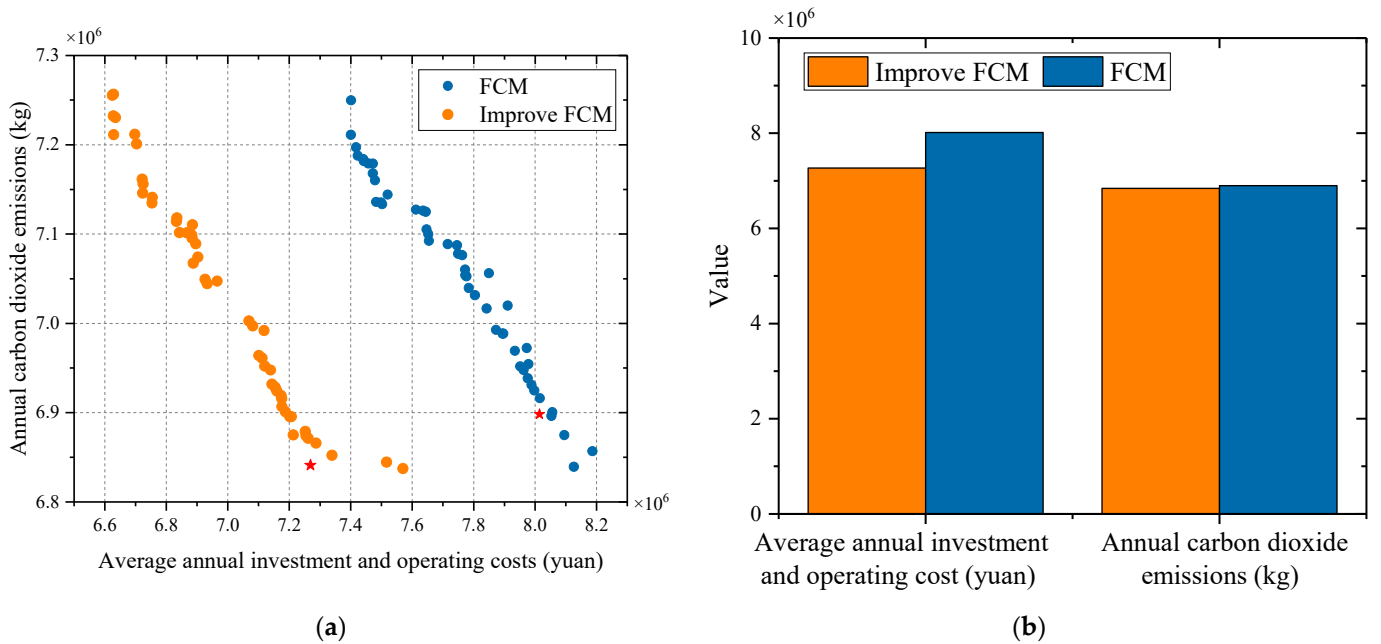 ×10⁶
7.3
7.2
7.1
7.0
6.9
6.8
Annual carbon dioxide emissions (kg)
FCM
Improve FCM
6.6
6.8
7.0
7.2
7.4
7.6
7.8
8.0
8.2
×10⁶
Average annual investment and operating costs (yuan)
(a)
×10⁶
10
8
6
4
2
0
Value
Improve FCM
FCM
Average annual investment
and operating cost (yuan)
Annual carbon dioxide
emissions (kg)
(b)